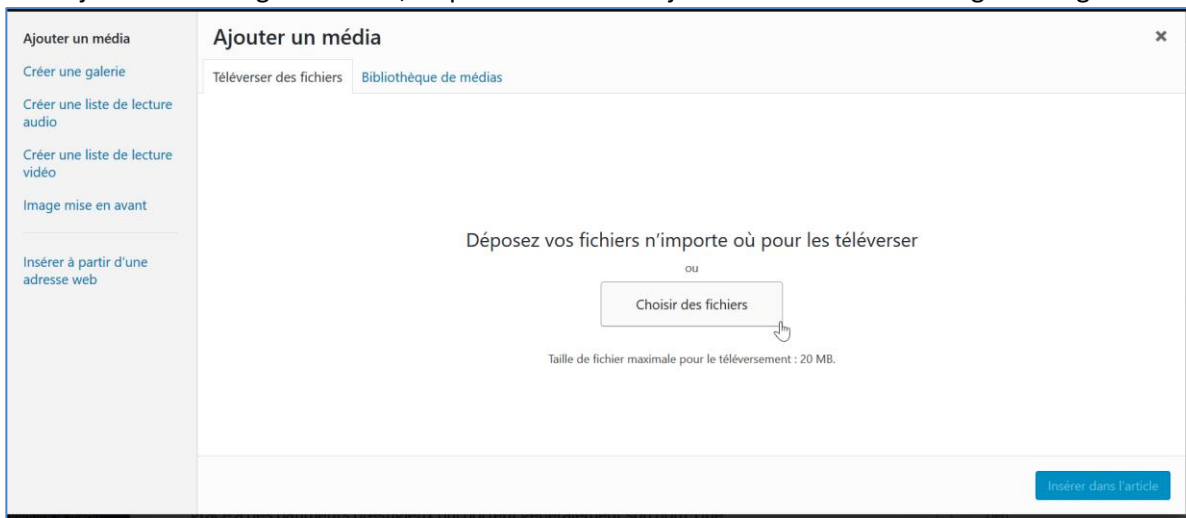 Ajouter un média
Créer une galerie
Créer une liste de lecture
audio
Créer une liste de lecture
vidéo
Image mise en avant
Insérer à partir d'une
adresse web
Ajouter un média
×
Téléverser des fichiers
Bibliothèque de médias
Déposez vos fichiers n'importe où pour les téléverser
ou
Choisir des fichiers
Taille de fichier maximale pour le téléversement : 20 MB.
Insérer dans l'article